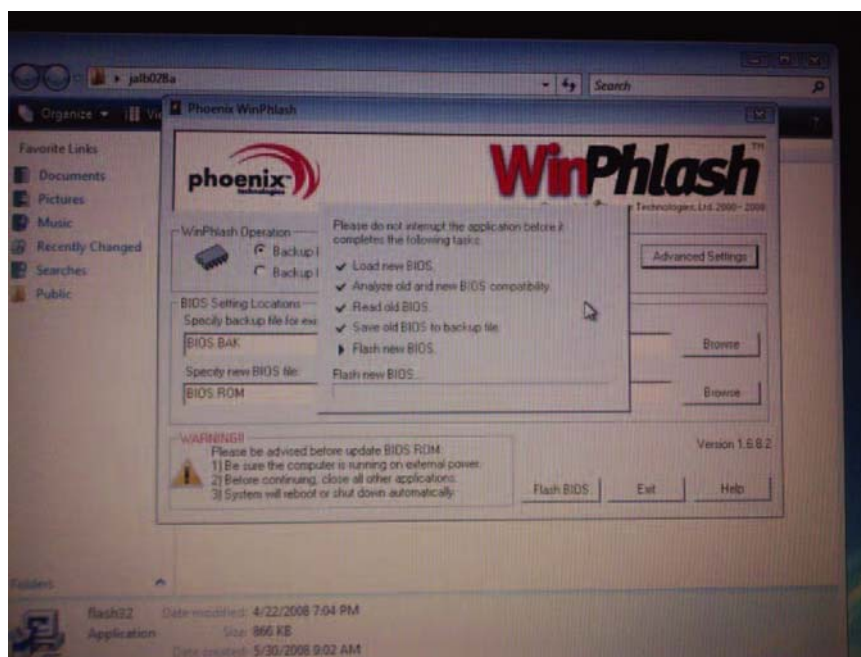 jalb028a
Search
Organize
Phoenix WinPhlash
Favorite Links
Documents
Pictures
Music
Recently Changed
Searches
Public
phoenix
technologies
WinPhlash™
Technologies, Ltd. 2000-2008
WinPhlash Operation
Backup
Backup
Advanced Settings
Please do not interrupt the application before it
completes the following tasks:
Load new BIOS.
Analyze old and new BIOS compatibility.
Read old BIOS.
Save old BIOS to backup file.
Flash new BIOS.
Flash new BIOS...
BIOS Setting Locations
Specify backup file for
BIOS.BAK
Browse
Specify new BIOS file:
BIOS.ROM
Browse
WARNING!!
Please be advised before update BIOS ROM:
1) Be sure the computer is running on external power.
2) Before continuing, close all other applications.
3) System will reboot or shut down automatically.
Version 1.6.8.2
Flash BIOS
Exit
Help
Folders
flash32
Application
Date modified: 4/22/2008 7:04 PM
Size: 866 KB
Date created: 5/30/2008 9:02 AM